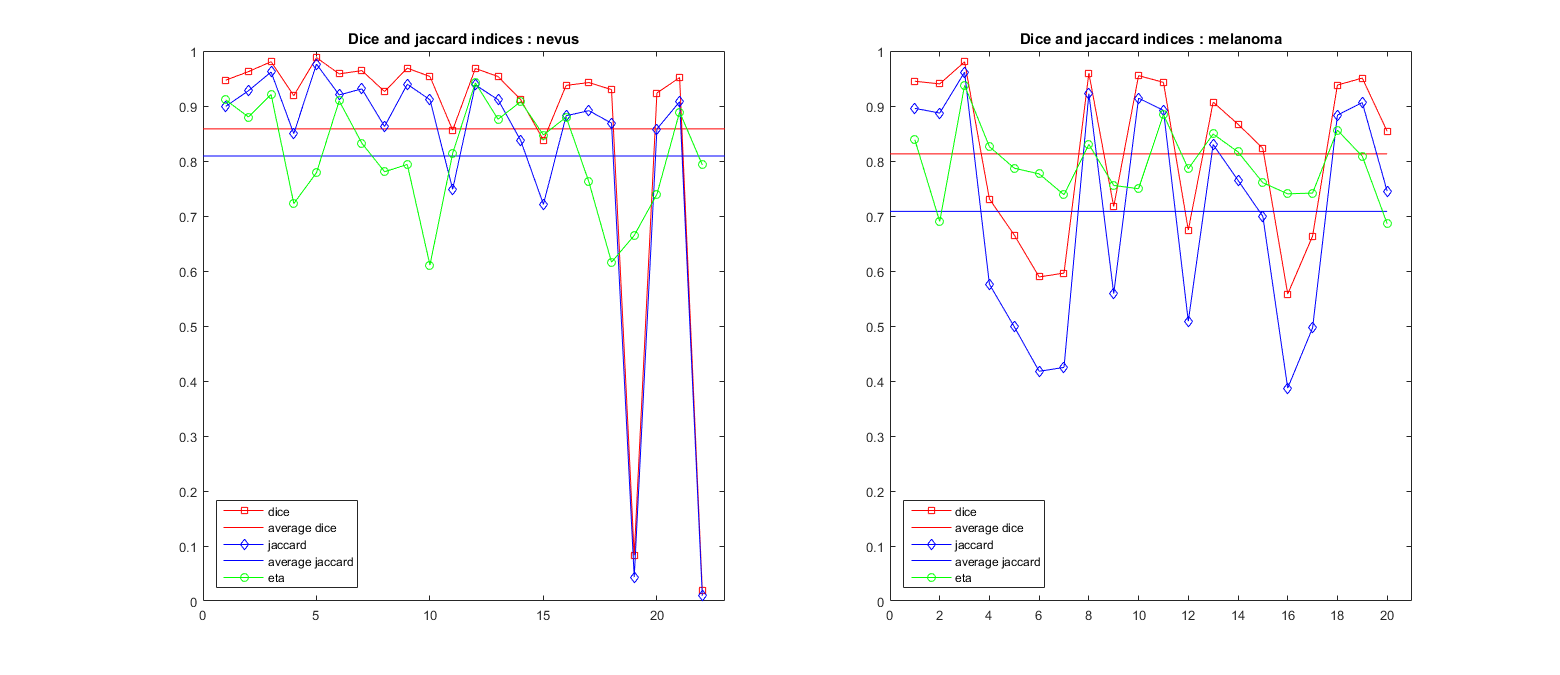 Dice and jaccard indices : nevus
1
0.9
0.8
0.7
0.6
0.5
0.4
0.3
0.2
0.1
0
dice
average dice
jaccard
average jaccard
eta
0 5 10 15 20
Dice and jaccard indices : melanoma
1
0.9
0.8
0.7
0.6
0.5
0.4
0.3
0.2
0.1
0
dice
average dice
jaccard
average jaccard
eta
0 2 4 6 8 10 12 14 16 18 20